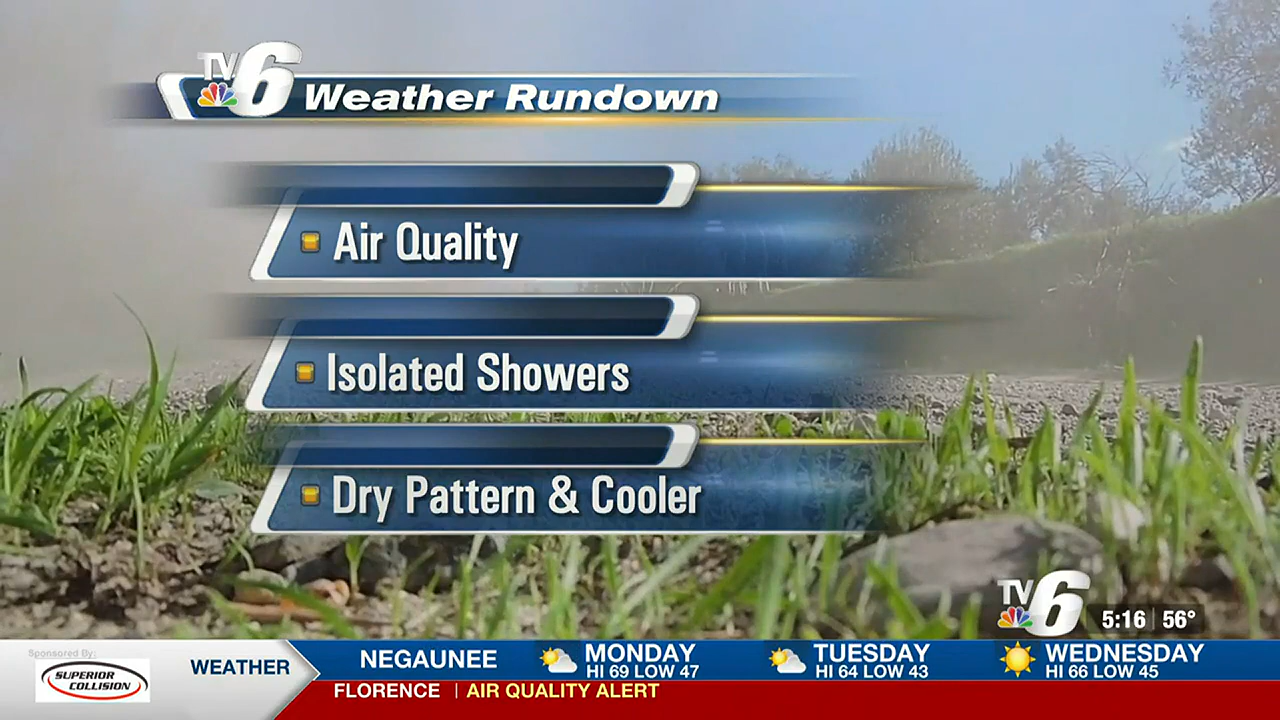 TV6 Weather Rundown
Air Quality
Isolated Showers
Dry Pattern & Cooler
TV6
5:16 | 56°
Sponsored By:
SUPERIOR
COLLISION
WEATHER
NEGAUNEE
MONDAY
HI 69 LOW 47
TUESDAY
HI 64 LOW 43
WEDNESDAY
HI 66 LOW 45
FLORENCE | AIR QUALITY ALERT